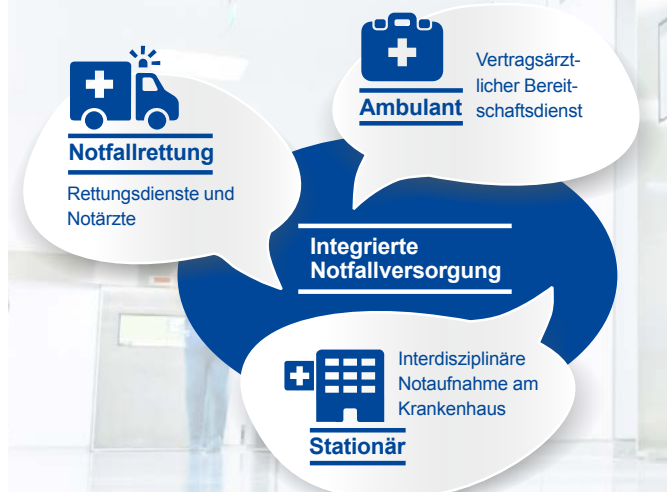 Ambulant
Vertragsärzt-
licher Bereit-
schaftsdienst
Notfallrettung
Rettungsdienste und
Notärzte
Integrierte
Notfallversorgung
Interdisziplinäre
Notaufnahme am
Krankenhaus
Stationär